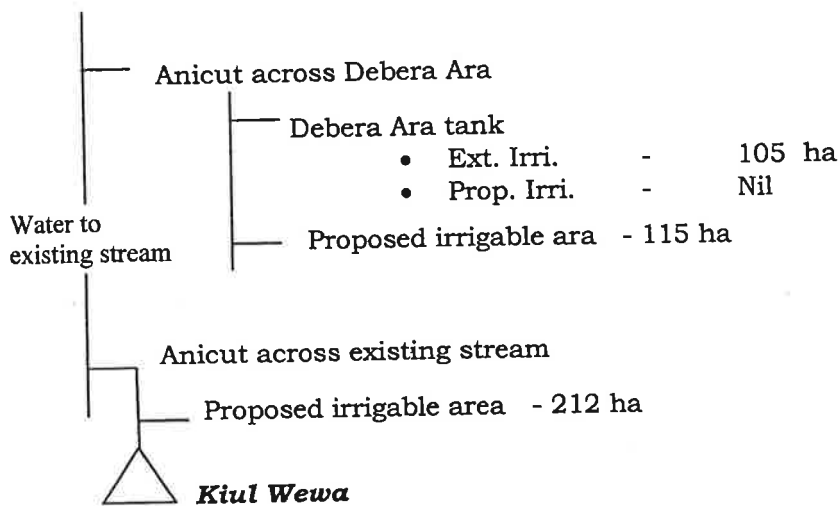 Anicut across Debera Ara
Debera Ara tank
• Ext. Irri. - 105 ha
• Prop. Irri. - Nil
Water to
existing stream
Proposed irrigable ara - 115 ha
Anicut across existing stream
Proposed irrigable area - 212 ha
Kiul Wewa